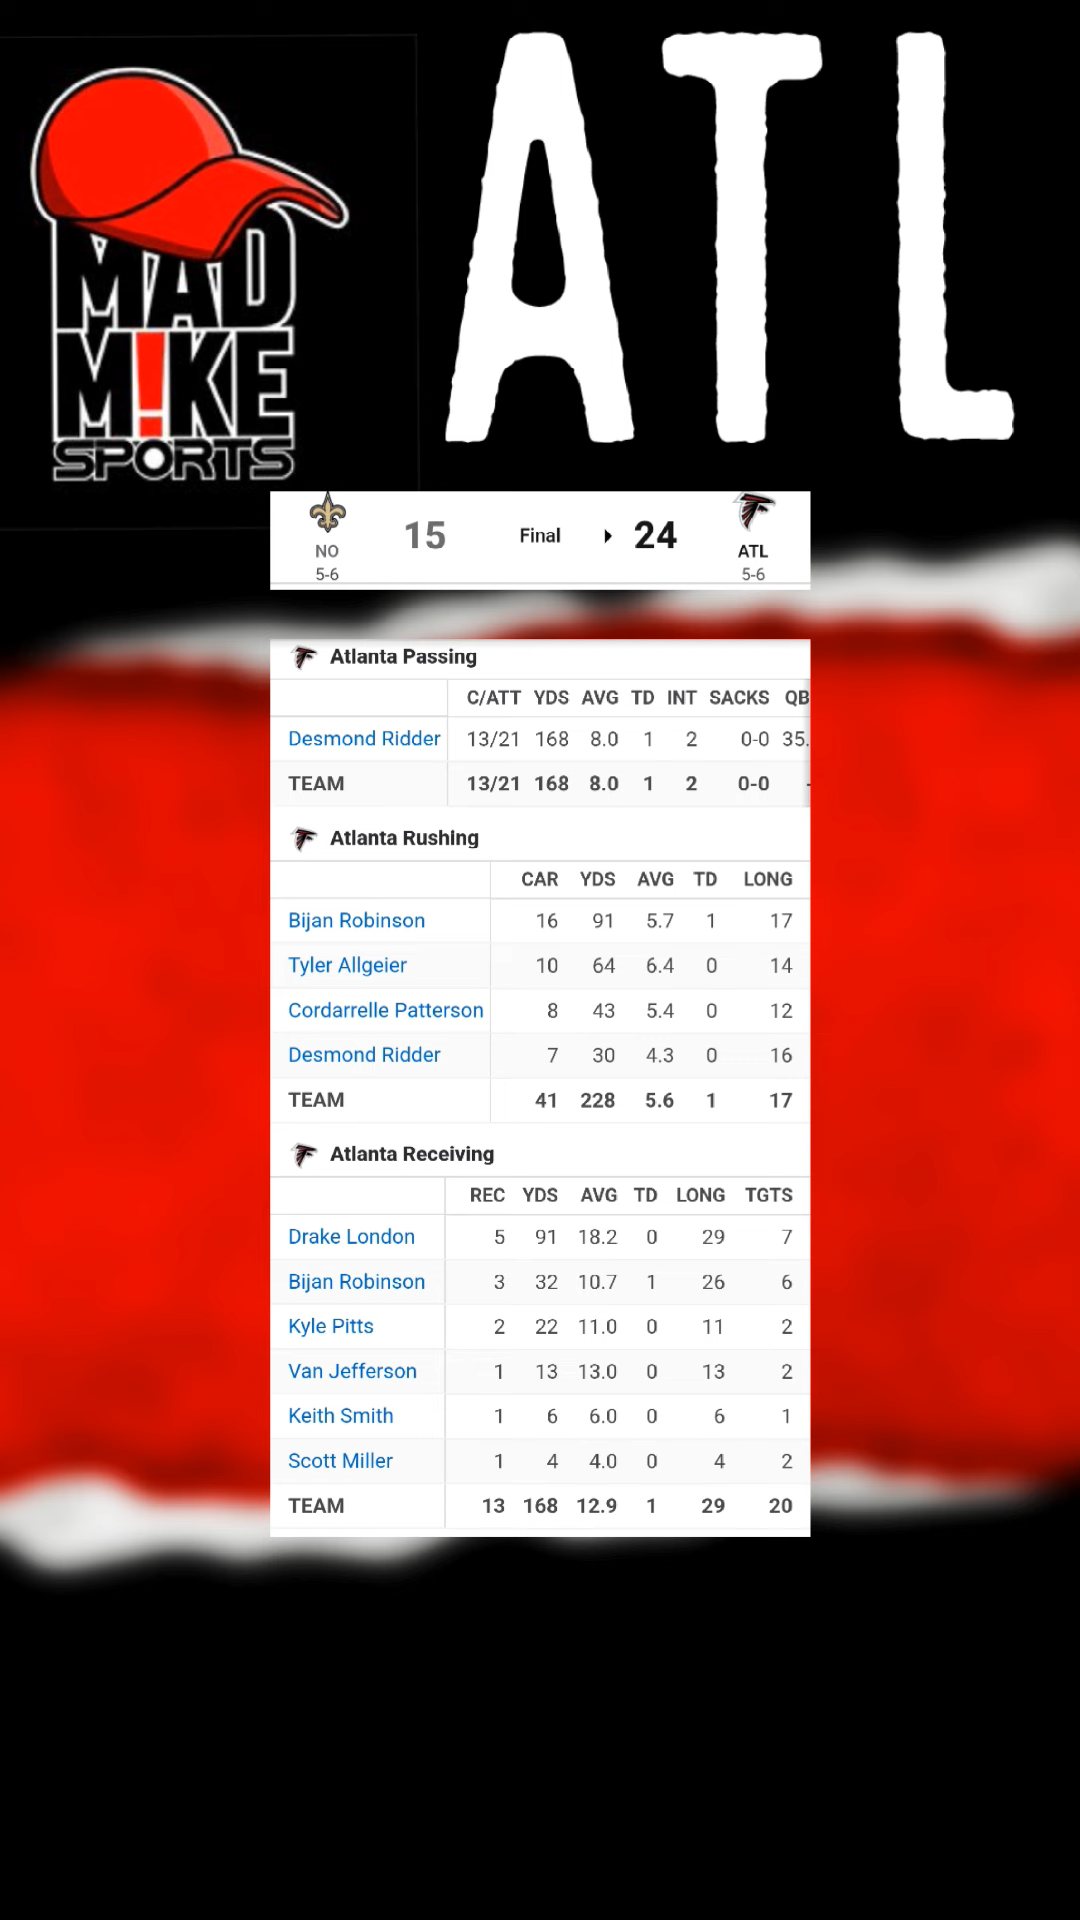 ATL
MAD
M!KE
SPORTS
15 Final 24
NO ATL
5-6 5-6
Atlanta Passing
C/ATT YDS AVG TD INT SACKS QB
Desmond Ridder 13/21 168 8.0 1 2 0-0 35.
TEAM 13/21 168 8.0 1 2 0-0 -
Atlanta Rushing
CAR YDS AVG TD LONG
Bijan Robinson 16 91 5.7 1 17
Tyler Allgeier 10 64 6.4 0 14
Cordarrelle Patterson 8 43 5.4 0 12
Desmond Ridder 7 30 4.3 0 16
TEAM 41 228 5.6 1 17
Atlanta Receiving
REC YDS AVG TD LONG TGTS
Drake London 5 91 18.2 0 29 7
Bijan Robinson 3 32 10.7 1 26 6
Kyle Pitts 2 22 11.0 0 11 2
Van Jefferson 1 13 13.0 0 13 2
Keith Smith 1 6 6.0 0 6 1
Scott Miller 1 4 4.0 0 4 2
TEAM 13 168 12.9 1 29 20